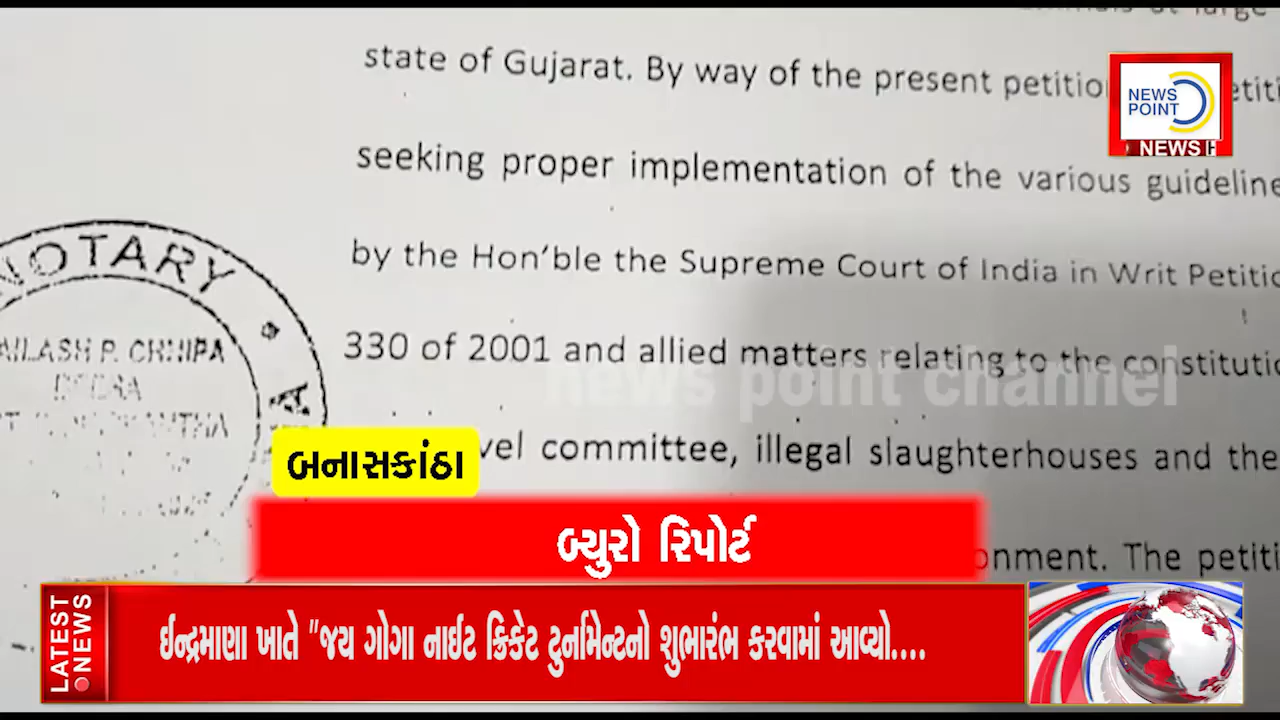 state of Gujarat. By way of the present petition
seeking proper implementation of the various guideline
by the Hon'ble the Supreme Court of India in Writ Petitio
330 of 2001 and allied matters relating to the constitutio
vel committee, illegal slaughterhouses and the
onment. The petiti
NOTARY
CHHIPA
NEWS
POINT
NEWS
news point channel
બનાસકાંઠા
બ્યુરો રિપોર્ટ
LATEST
NEWS
ઈન્દ્રમાણા ખાતે "જય ગોગા નાઈટ ક્રિકેટ ટુર્નામેન્ટનો શુભારંભ કરવામાં આવ્યો....